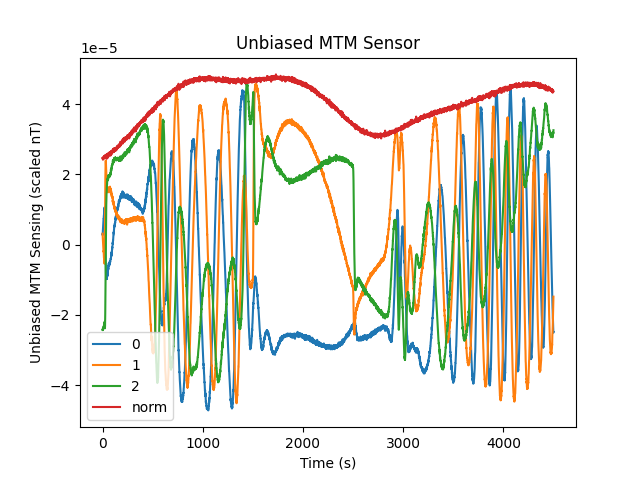 Unbiased MTM Sensor
1e−5
Unbiased MTM Sensing (scaled nT)
4
2
0
−2
−4
0
1
2
norm
0 1000 2000 3000 4000
Time (s)